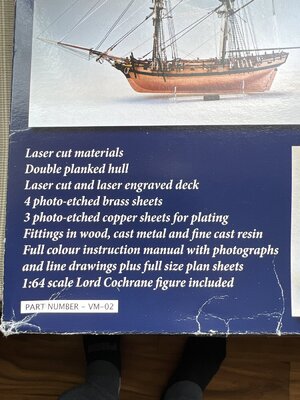 Laser cut materials
Double planked hull
Laser cut and laser engraved deck
4 photo-etched brass sheets
3 photo-etched copper sheets for plating
Fittings in wood, cast metal and fine cast resin
Full colour instruction manual with photographs
and line drawings plus full size plan sheets
1:64 scale Lord Cochrane figure included
PART NUMBER – VM-02